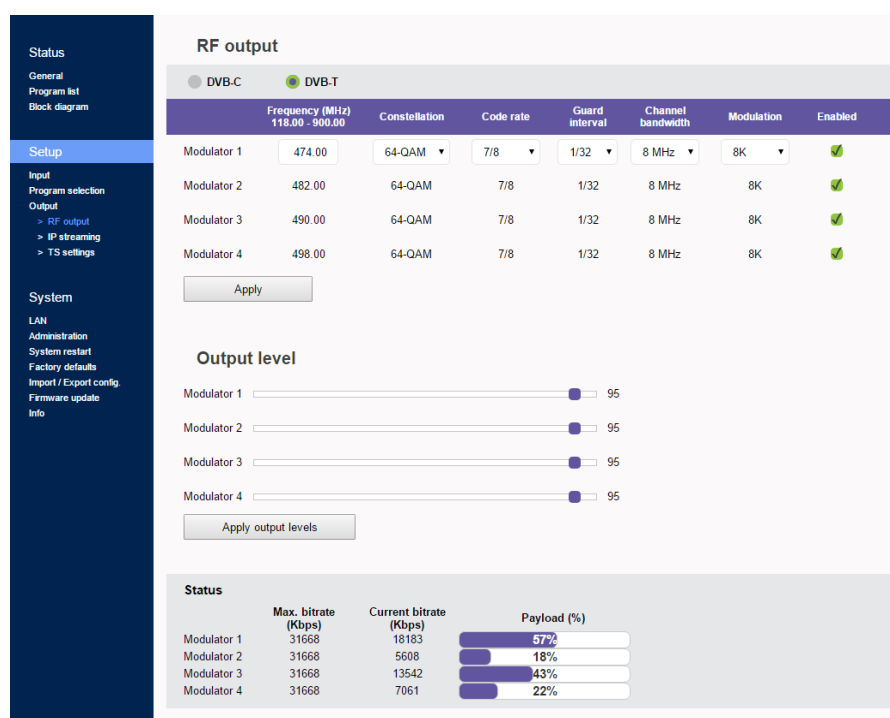 Status
General
Program list
Block diagram
Setup
Input
Program selection
Output
> RF output
> IP streaming
> TS settings
System
LAN
Administration
System restart
Factory defaults
Import / Export config.
Firmware update
Info
RF output
DVB-C DVB-T
Frequency (MHz)
118.00 - 900.00
Constellation
Code rate
Guard
interval
Channel
bandwidth
Modulation
Enabled
Modulator 1 474.00 64-QAM 7/8 1/32 8 MHz 8K
Modulator 2 482.00 64-QAM 7/8 1/32 8 MHz 8K
Modulator 3 490.00 64-QAM 7/8 1/32 8 MHz 8K
Modulator 4 498.00 64-QAM 7/8 1/32 8 MHz 8K
Apply
Output level
Modulator 1 95
Modulator 2 95
Modulator 3 95
Modulator 4 95
Apply output levels
Status
Max. bitrate
(Kbps)
Current bitrate
(Kbps)
Payload (%)
Modulator 1 31668 18183 57%
Modulator 2 31668 5608 18%
Modulator 3 31668 13542 43%
Modulator 4 31668 7061 22%